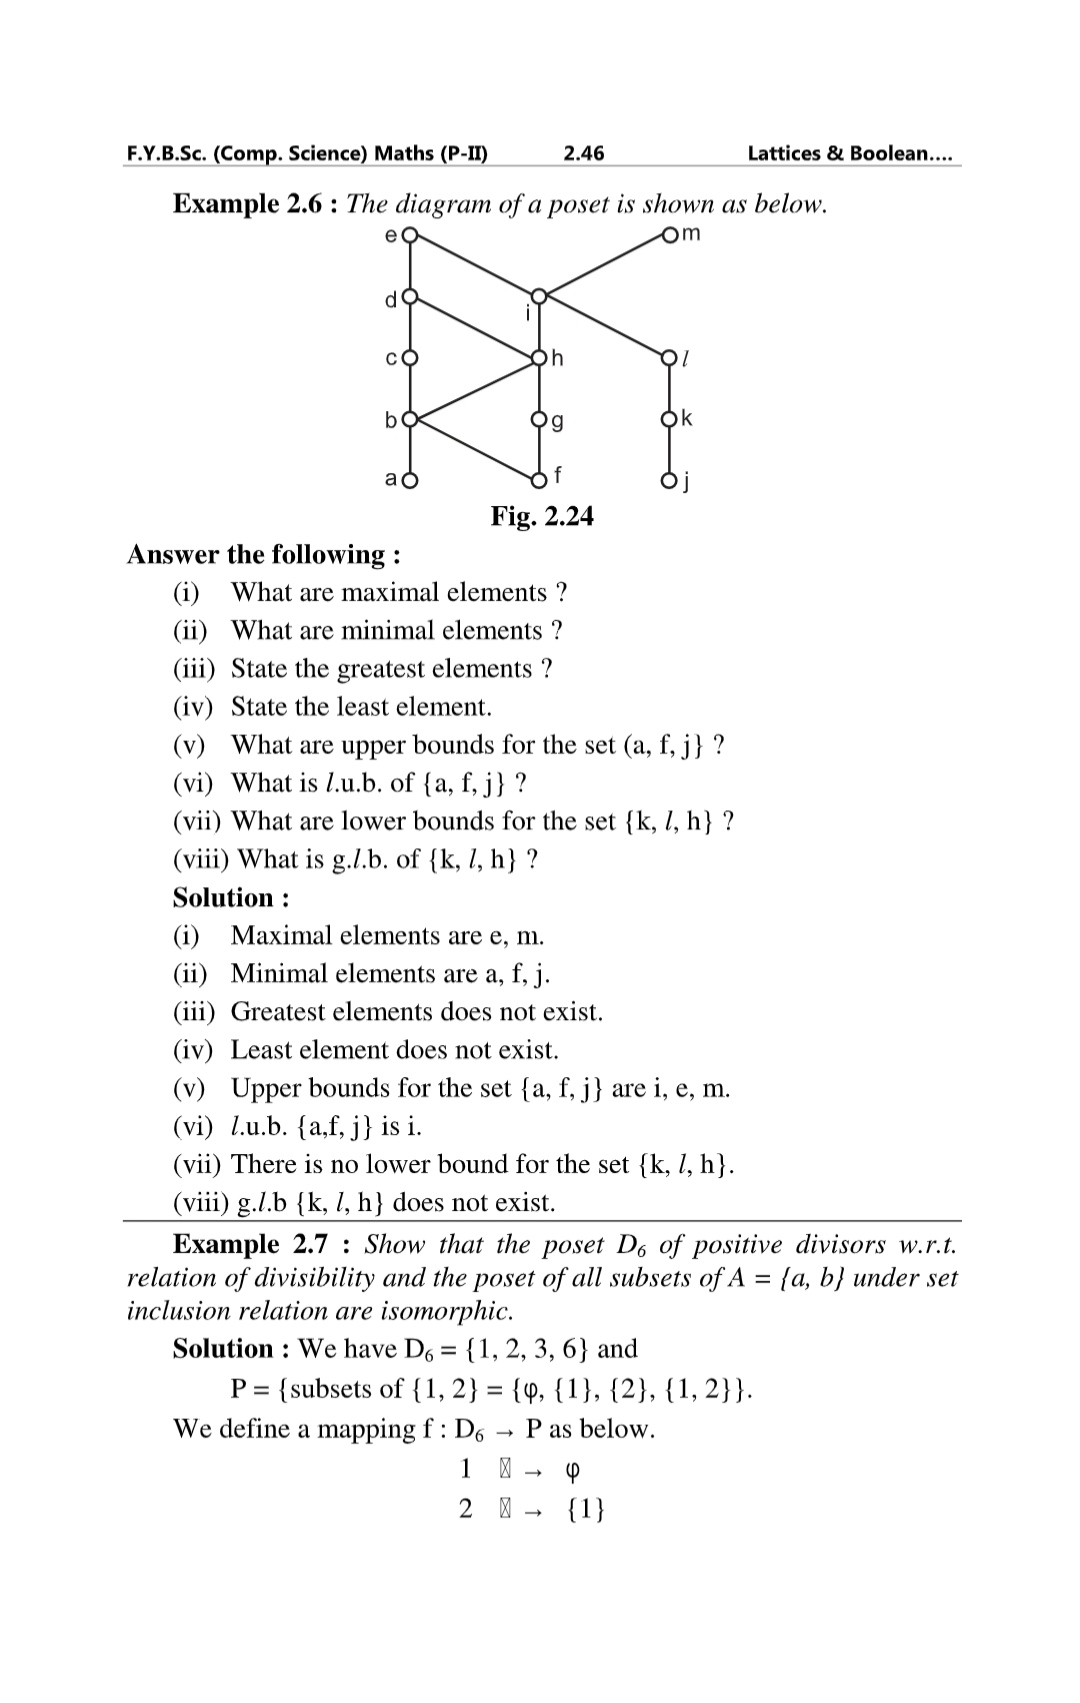 F.Y.B.Sc. (Comp. Science) Maths (P-II) 2.46 Lattices & Boolean....
Example 2.6 : The diagram of a poset is shown as below.
e m
d i
c h l
b g k
a f j
Fig. 2.24
Answer the following :
(i) What are maximal elements ?
(ii) What are minimal elements ?
(iii) State the greatest elements ?
(iv) State the least element.
(v) What are upper bounds for the set (a, f, j} ?
(vi) What is l.u.b. of {a, f, j} ?
(vii) What are lower bounds for the set {k, l, h} ?
(viii) What is g.l.b. of {k, l, h} ?
Solution :
(i) Maximal elements are e, m.
(ii) Minimal elements are a, f, j.
(iii) Greatest elements does not exist.
(iv) Least element does not exist.
(v) Upper bounds for the set {a, f, j} are i, e, m.
(vi) l.u.b. {a,f, j} is i.
(vii) There is no lower bound for the set {k, l, h}.
(viii) g.l.b {k, l, h} does not exist.
Example 2.7 : Show that the poset D₆ of positive divisors w.r.t.
relation of divisibility and the poset of all subsets of A = {a, b} under set
inclusion relation are isomorphic.
Solution : We have D₆ = {1, 2, 3, 6} and
P = {subsets of {1, 2} = {φ, {1}, {2}, {1, 2}}.
We define a mapping f : D₆ → P as below.
1 → φ
2 → {1}